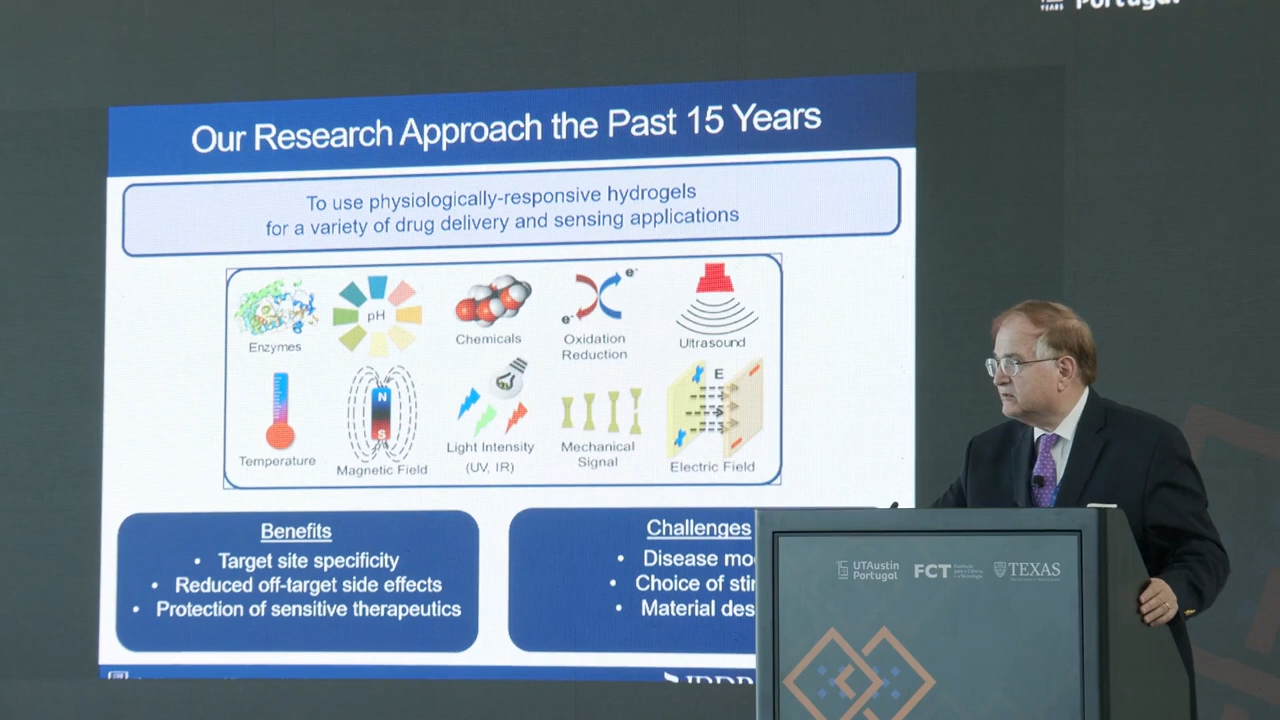 Portugal
Our Research Approach the Past 15 Years
To use physiologically-responsive hydrogels
for a variety of drug delivery and sensing applications
Enzymes
pH
Chemicals
e-
e-
Oxidation
Reduction
Ultrasound
Temperature
N
S
Magnetic Field
Light Intensity
(UV, IR)
Mechanical
Signal
E
Electric Field
Benefits
• Target site specificity
• Reduced off-target side effects
• Protection of sensitive therapeutics
Challenges
• Disease mo
• Choice of stir
• Material des
UTAustin
Portugal
FCT
TEXAS